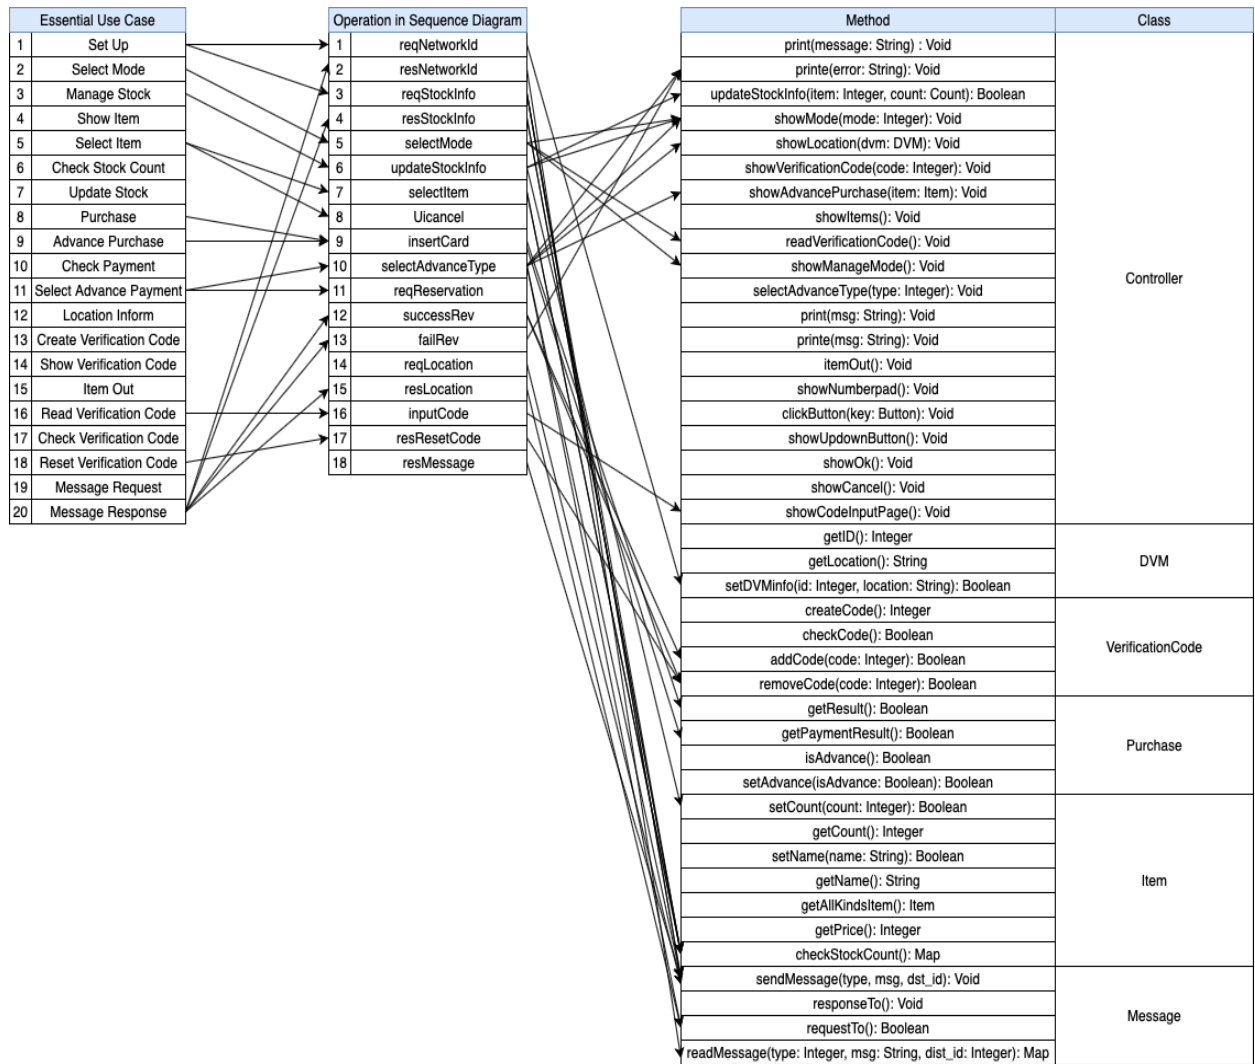 Essential Use Case
1 Set Up
2 Select Mode
3 Manage Stock
4 Show Item
5 Select Item
6 Check Stock Count
7 Update Stock
8 Purchase
9 Advance Purchase
10 Check Payment
11 Select Advance Payment
12 Location Inform
13 Create Verification Code
14 Show Verification Code
15 Item Out
16 Read Verification Code
17 Check Verification Code
18 Reset Verification Code
19 Message Request
20 Message Response
Operation in Sequence Diagram
1 reqNetworkId
2 resNetworkId
3 reqStockInfo
4 resStockInfo
5 selectMode
6 updateStockInfo
7 selectItem
8 Uicancel
9 insertCard
10 selectAdvanceType
11 reqReservation
12 successRev
13 failRev
14 reqLocation
15 resLocation
16 inputCode
17 resResetCode
18 resMessage
Method Class
print(message: String) : Void
printe(error: String): Void
updateStockInfo(item: Integer, count: Count): Boolean
showMode(mode: Integer): Void
showLocation(dvm: DVM): Void
showVerificationCode(code: Integer): Void
showAdvancePurchase(item: Item): Void
showItems(): Void
readVerificationCode(): Void
showManageMode(): Void
Controller
selectAdvanceType(type: Integer): Void
print(msg: String): Void
printe(msg: String): Void
itemOut(): Void
showNumberpad(): Void
clickButton(key: Button): Void
showUpdownButton(): Void
showOk(): Void
showCancel(): Void
showCodeInputPage(): Void
getID(): Integer
getLocation(): String
DVM
setDVMinfo(id: Integer, location: String): Boolean
createCode(): Integer
checkCode(): Boolean
VerificationCode
addCode(code: Integer): Boolean
removeCode(code: Integer): Boolean
getResult(): Boolean
getPaymentResult(): Boolean
Purchase
isAdvance(): Boolean
setAdvance(isAdvance: Boolean): Boolean
setCount(count: Integer): Boolean
getCount(): Integer
setName(name: String): Boolean
getName(): String
Item
getAllKindsItem(): Item
getPrice(): Integer
checkStockCount(): Map
sendMessage(type, msg, dst_id): Void
responseTo(): Void
Message
requestTo(): Boolean
readMessage(type: Integer, msg: String, dist_id: Integer): Map